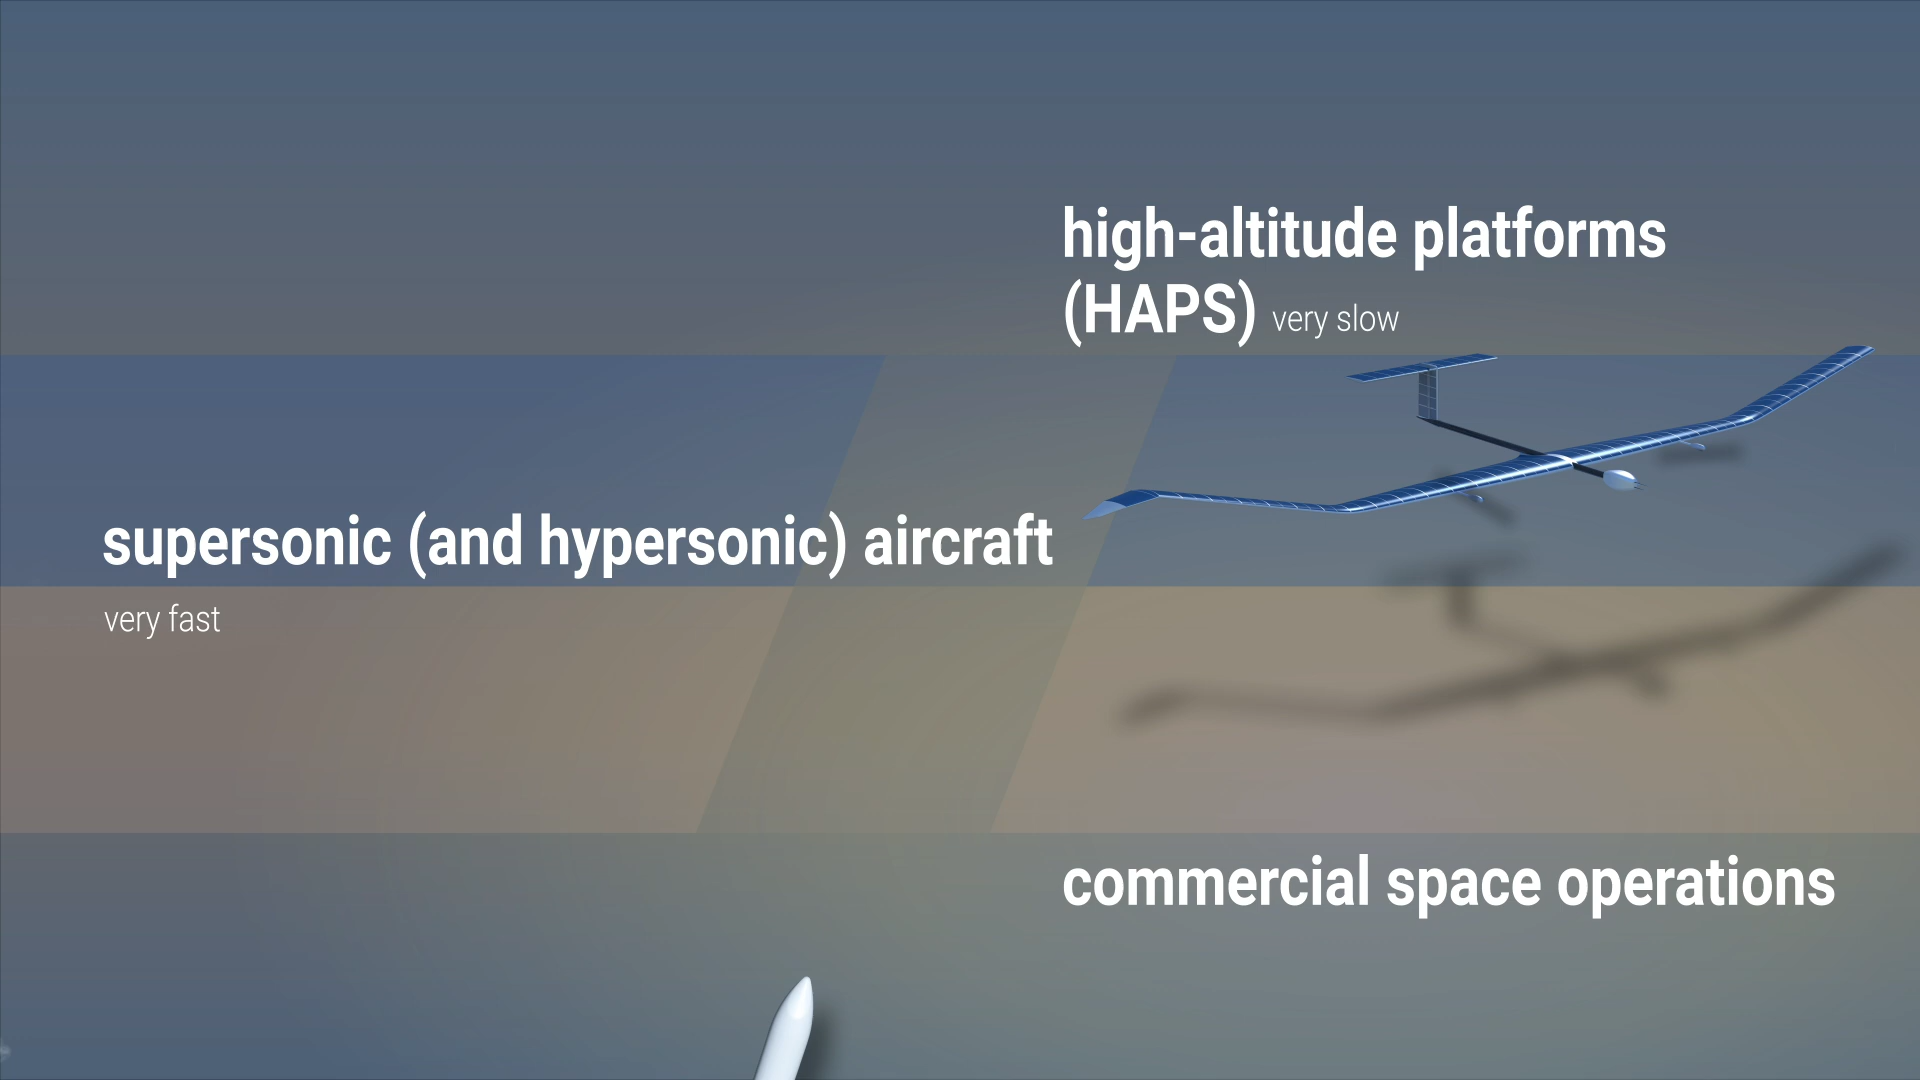 high-altitude platforms
(HAPS) very slow
supersonic (and hypersonic) aircraft
very fast
commercial space operations